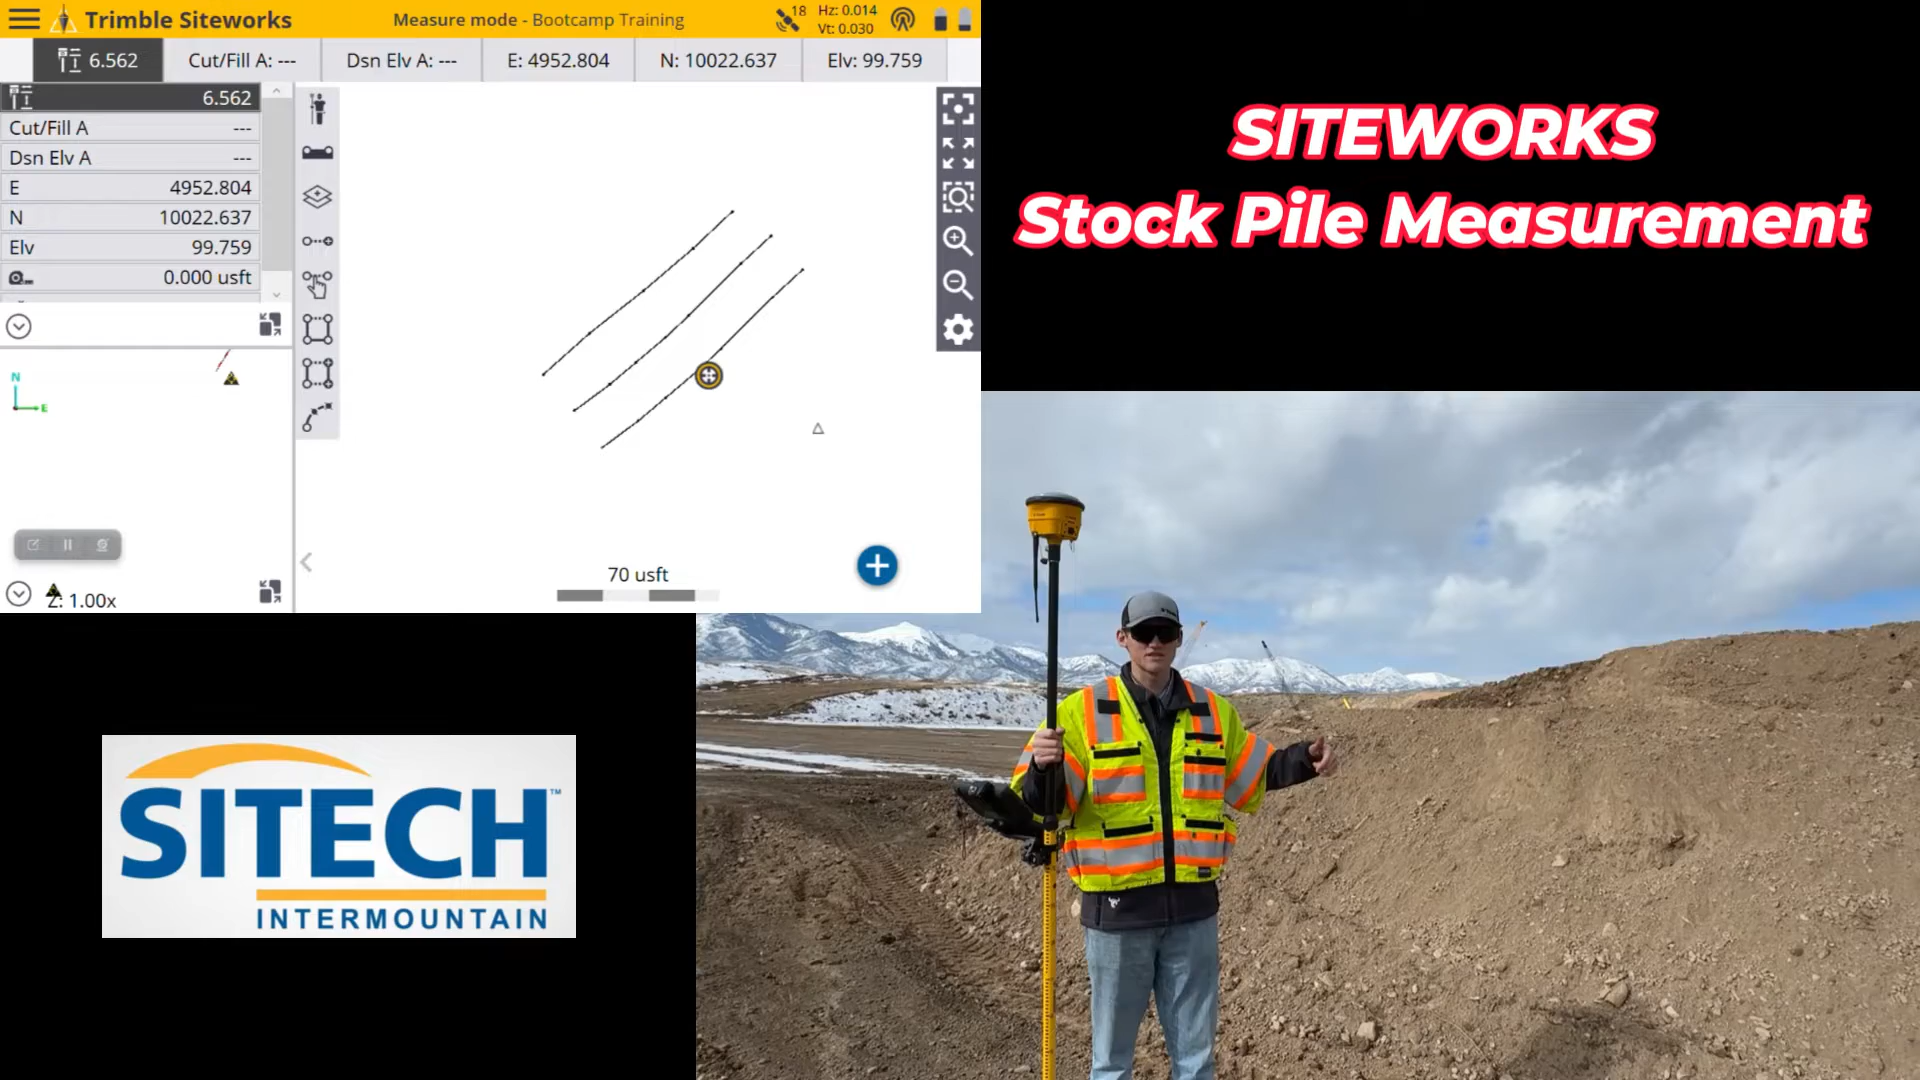 Trimble Siteworks
Measure mode - Bootcamp Training
18
Hz: 0.014
Vt: 0.030
6.562
Cut/Fill A: ---
Dsn Elv A: ---
E: 4952.804
N: 10022.637
Elv: 99.759
6.562
Cut/Fill A ---
Dsn Elv A ---
E 4952.804
N 10022.637
Elv 99.759
0.000 usft
N
E
Z: 1.00x
70 usft
SITEWORKS
Stock Pile Measurement
SITECH™
INTERMOUNTAIN